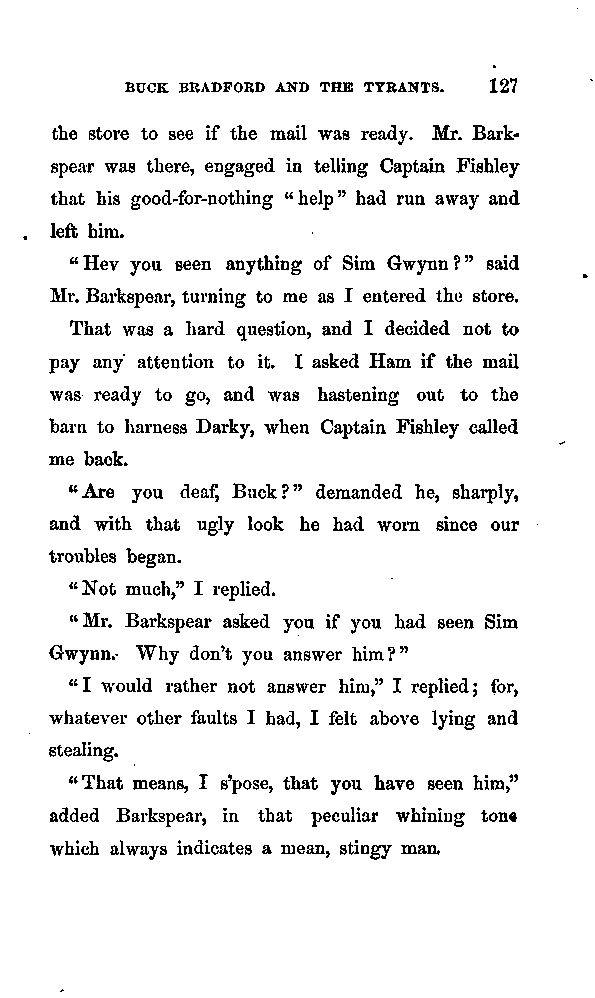 BUCK BRADFORD AND THE TYRANTS. 127
the store to see if the mail was ready. Mr. Bark-
spear was there, engaged in telling Captain Fishley
that his good-for-nothing “help” had run away and
left him.
“Hev you seen anything of Sim Gwynn?” said
Mr. Barkspear, turning to me as I entered the store.
That was a hard question, and I decided not to
pay any attention to it. I asked Ham if the mail
was ready to go, and was hastening out to the
barn to harness Darky, when Captain Fishley called
me back.
“Are you deaf, Buck?” demanded he, sharply,
and with that ugly look he had worn since our
troubles began.
“Not much,” I replied.
“Mr. Barkspear asked you if you had seen Sim
Gwynn. Why don't you answer him?”
“I would rather not answer him,” I replied; for,
whatever other faults I had, I felt above lying and
stealing.
“That means, I s'pose, that you have seen him,”
added Barkspear, in that peculiar whining tone
which always indicates a mean, stingy man.